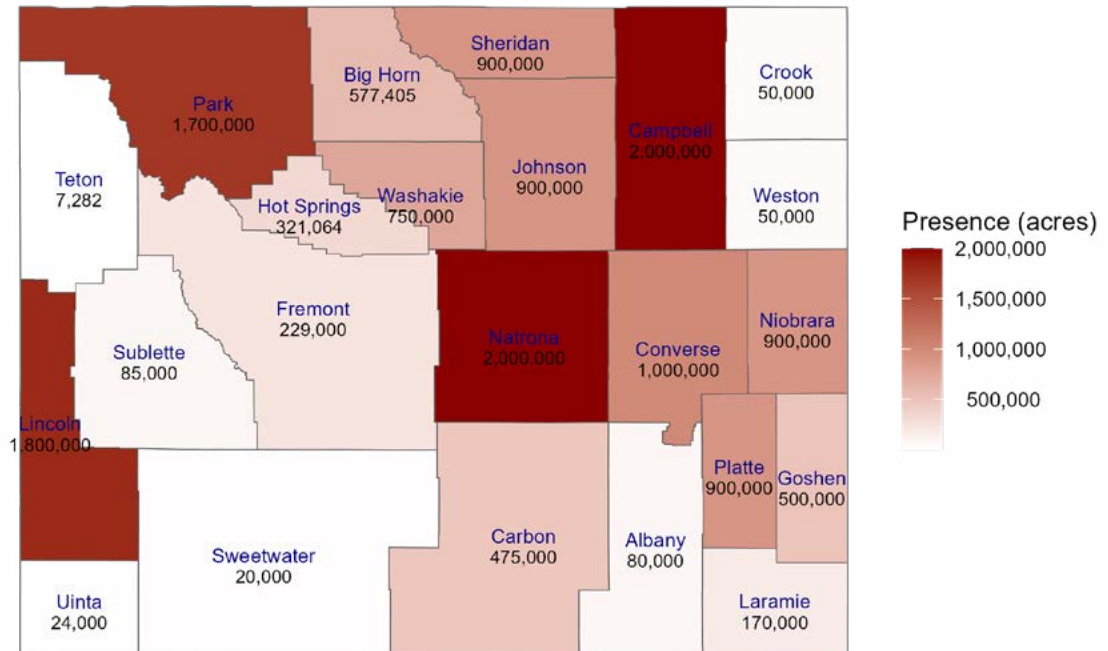 Sheridan
900,000
Big Horn
577,405
Crook
50,000
Park
1,700,000
Campbell
2,000,000
Johnson
900,000
Teton
7,282
Washakie
750,000
Weston
50,000
Hot Springs
321,064
Presence (acres)
2,000,000
1,500,000
1,000,000
500,000
Fremont
229,000
Natrona
2,000,000
Niobrara
900,000
Converse
1,000,000
Sublette
85,000
Lincoln
1,800,000
Platte
900,000
Goshen
500,000
Carbon
475,000
Albany
80,000
Sweetwater
20,000
Uinta
24,000
Laramie
170,000